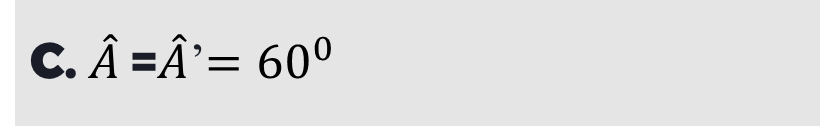 C. Â =Â’= 60⁰